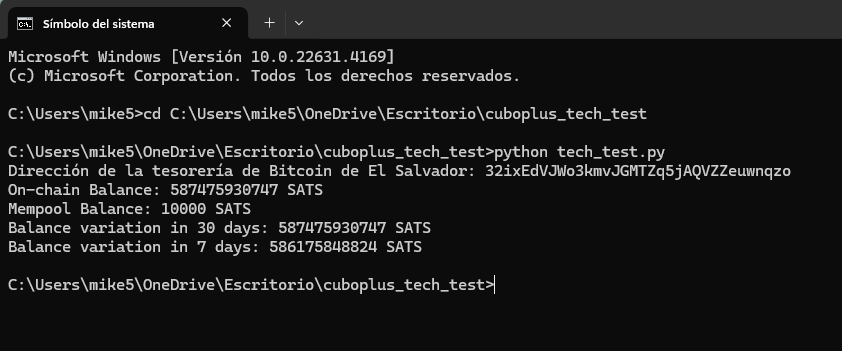 Símbolo del sistema
Microsoft Windows [Versión 10.0.22631.4169]
(c) Microsoft Corporation. Todos los derechos reservados.
C:\Users\mike5>cd C:\Users\mike5\OneDrive\Escritorio\cuboplus_tech_test
C:\Users\mike5\OneDrive\Escritorio\cuboplus_tech_test>python tech_test.py
Dirección de la tesorería de Bitcoin de El Salvador: 32ixEdVJWo3kmvJGMTZq5jAQVZZeuwnqzo
On-chain Balance: 587475930747 SATS
Mempool Balance: 10000 SATS
Balance variation in 30 days: 587475930747 SATS
Balance variation in 7 days: 586175848824 SATS
C:\Users\mike5\OneDrive\Escritorio\cuboplus_tech_test>